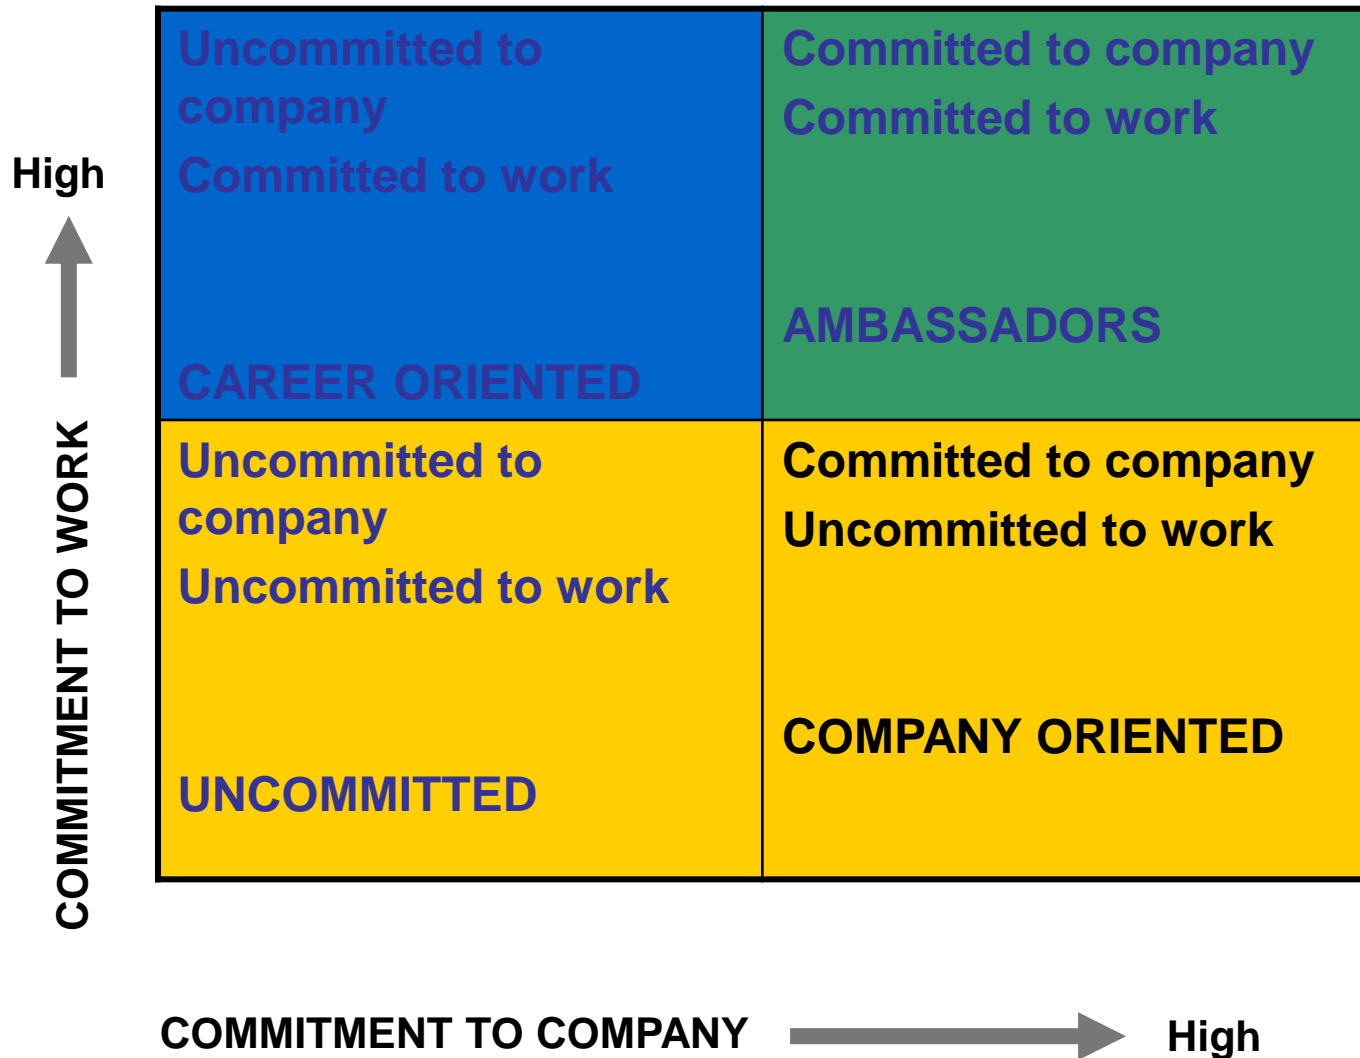 Uncommitted to
company
Committed to work
CAREER ORIENTED
Committed to company
Committed to work
AMBASSADORS
High
COMMITMENT TO WORK
Uncommitted to
company
Uncommitted to work
UNCOMMITTED
Committed to company
Uncommitted to work
COMPANY ORIENTED
COMMITMENT TO COMPANY
High